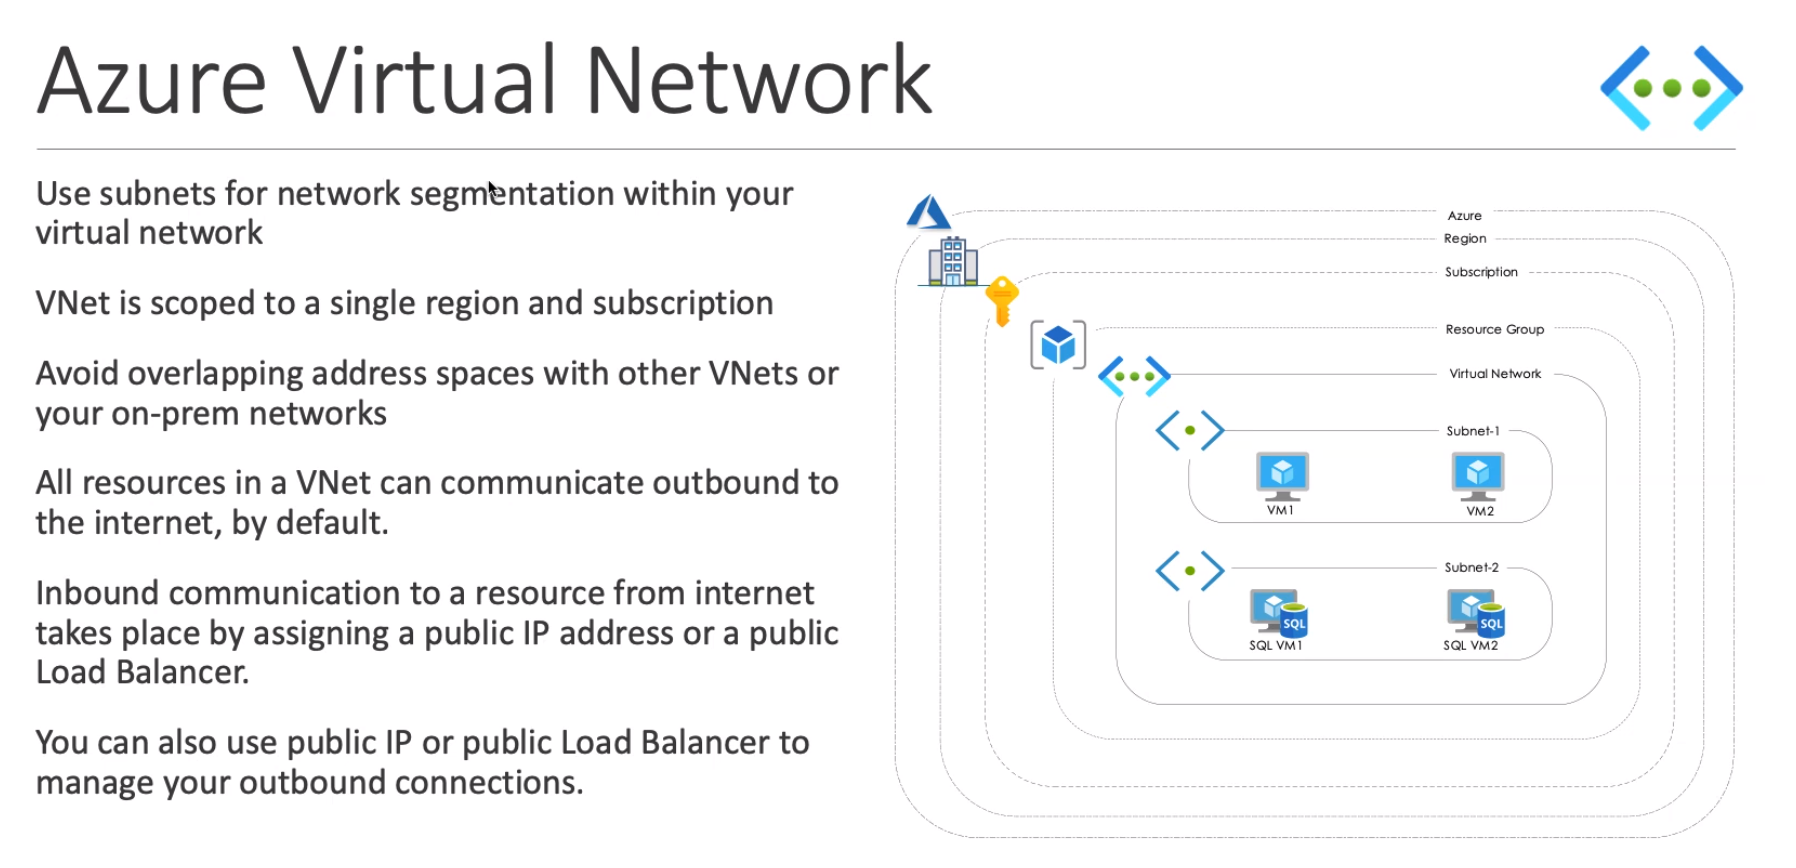 Azure Virtual Network
Use subnets for network segmentation within your
virtual network
VNet is scoped to a single region and subscription
Avoid overlapping address spaces with other VNets or
your on-prem networks
All resources in a VNet can communicate outbound to
the internet, by default.
Inbound communication to a resource from internet
takes place by assigning a public IP address or a public
Load Balancer.
You can also use public IP or public Load Balancer to
manage your outbound connections.
Azure
Region
Subscription
Resource Group
Virtual Network
Subnet-1
VM1
VM2
Subnet-2
SQL
SQL
SQL VM1
SQL VM2